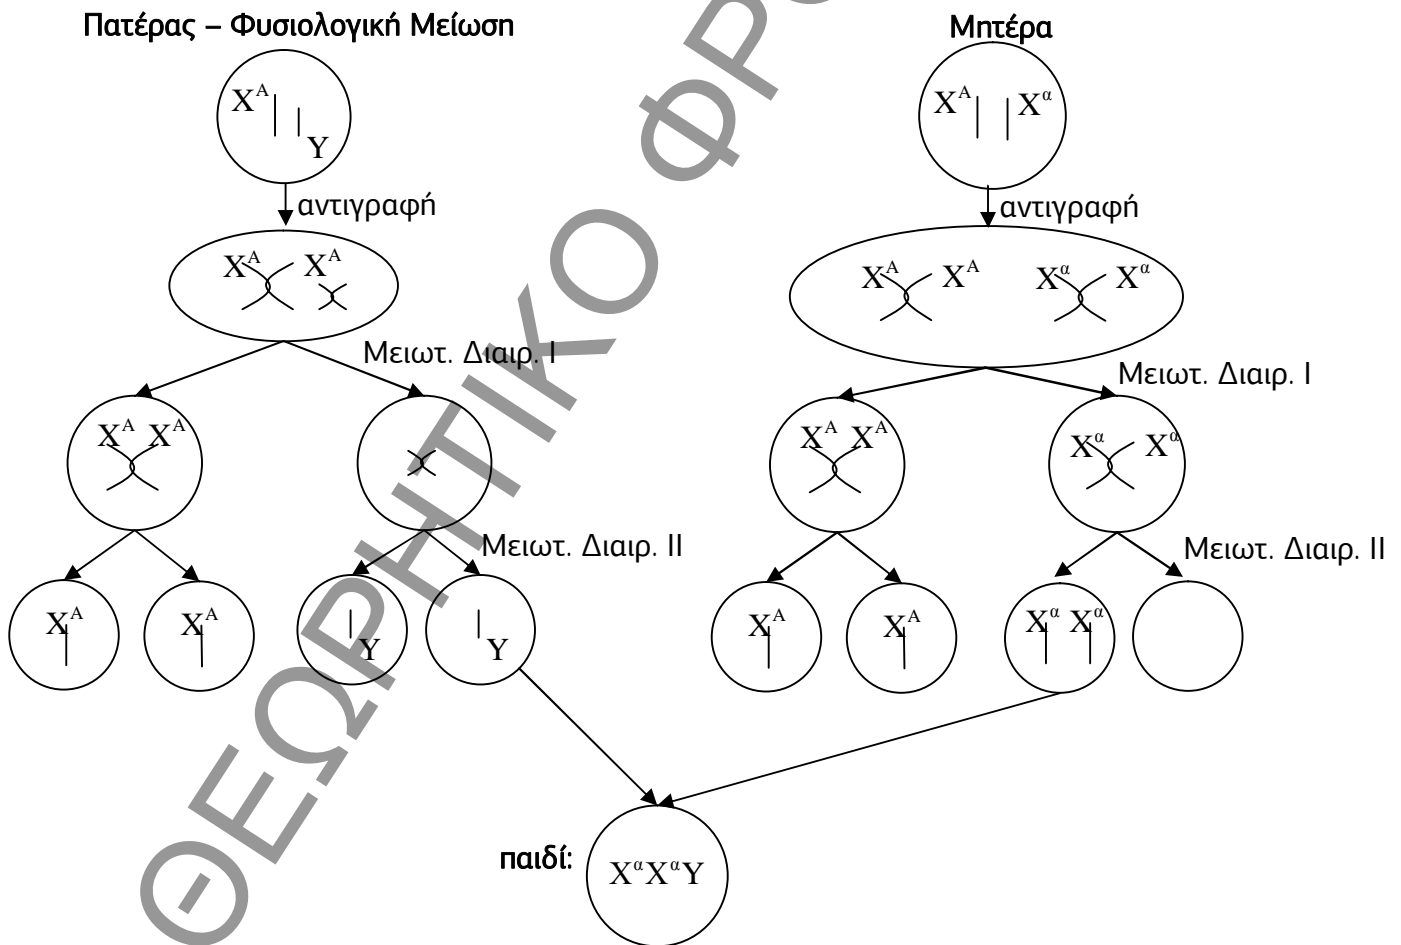 Πατέρας – Φυσιολογική Μείωση
Μητέρα
X^A
Y
X^A X^α
αντιγραφή
αντιγραφή
X^A X^A
X^A X^A X^α X^α
Μειωτ. Διαιρ. I
Μειωτ. Διαιρ. I
X^A X^A
X^A X^A
X^α X^α
Μειωτ. Διαιρ. II
Μειωτ. Διαιρ. II
X^A
X^A
Y
Y
X^A
X^A
X^α X^α
παιδί:
X^αX^αY
ΘΕΩΡΗΤΙΚΟ ΦΡΟ